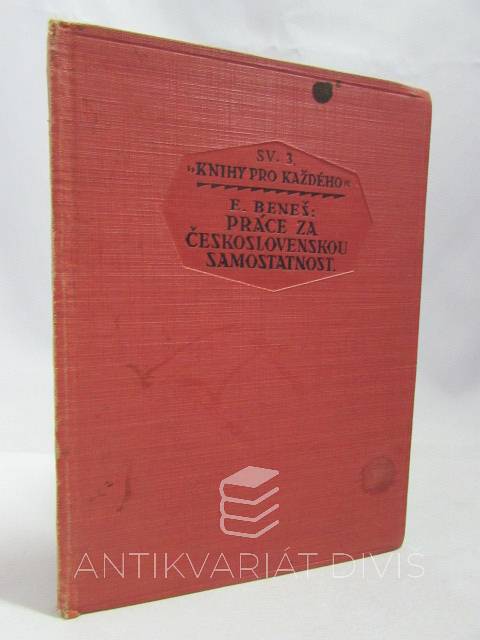 SV. 3.
„KNIHY PRO KAŽDÉHO“
E. BENEŠ:
PRÁCE ZA
ČESKOSLOVENSKOU
SAMOSTATNOST.
ANTIKVARIÁT DIVIŠ